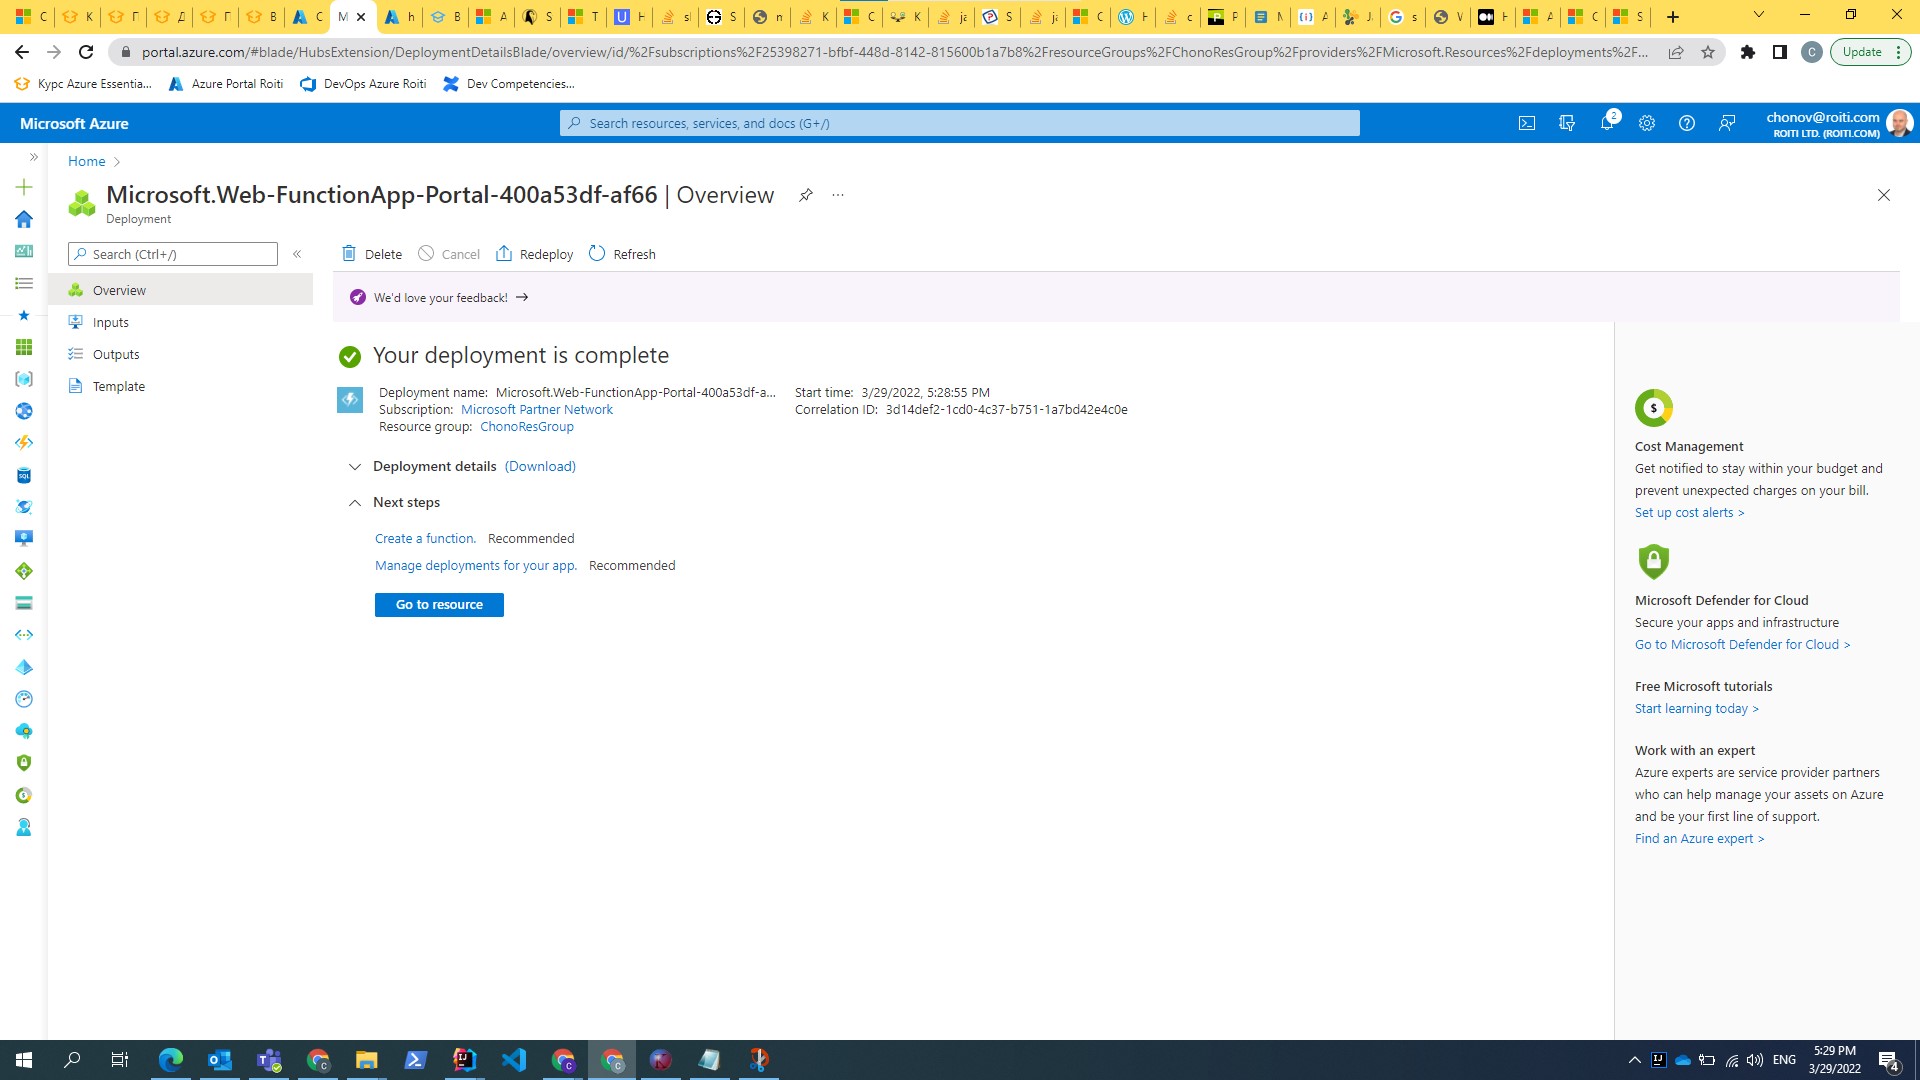 portal.azure.com/#blade/HubsExtension/DeploymentDetailsBlade/overview/id/%2Fsubscriptions%2F25398271-bfbf-448d-8142-815600b1a7b8%2FresourceGroups%2FChonoResGroup%2Fproviders%2FMicrosoft.Resources%2Fdeployments%2F...
C
Update
Курс Azure Essentia...
Azure Portal Roiti
DevOps Azure Roiti
Dev Competencies...
Microsoft Azure
Search resources, services, and docs (G+/)
2
chonov@roiti.com
ROITI LTD. (ROITI.COM)
Home
Microsoft.Web-FunctionApp-Portal-400a53df-af66 | Overview
Deployment
Search (Ctrl+/)
Delete
Cancel
Redeploy
Refresh
Overview
Inputs
Outputs
Template
We'd love your feedback!
Your deployment is complete
Deployment name: Microsoft.Web-FunctionApp-Portal-400a53df-a...
Subscription: Microsoft Partner Network
Resource group: ChonoResGroup
Start time: 3/29/2022, 5:28:55 PM
Correlation ID: 3d14def2-1cd0-4c37-b751-1a7bd42e4c0e
Deployment details (Download)
Next steps
Create a function. Recommended
Manage deployments for your app. Recommended
Go to resource
Cost Management
Get notified to stay within your budget and
prevent unexpected charges on your bill.
Set up cost alerts >
Microsoft Defender for Cloud
Secure your apps and infrastructure
Go to Microsoft Defender for Cloud >
Free Microsoft tutorials
Start learning today >
Work with an expert
Azure experts are service provider partners
who can help manage your assets on Azure
and be your first line of support.
Find an Azure expert >
ENG
5:29 PM
3/29/2022
4